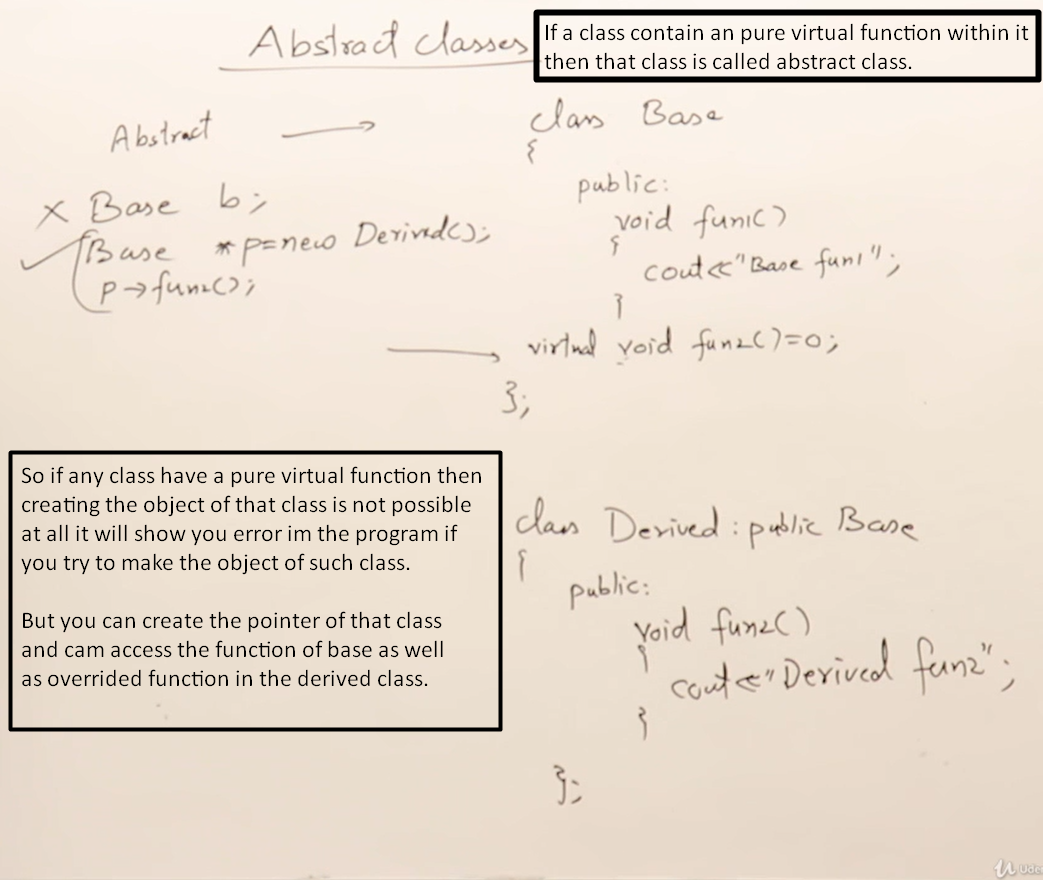 Abstract classes
If a class contain an pure virtual function within it
then that class is called abstract class.
Abstract
x Base b;
Base *p=new Derived();
p→fun2();
class Base
{
public:
void fun1()
{
cout<<"Base fun1";
}
virtual void fun2()=0;
};
So if any class have a pure virtual function then
creating the object of that class is not possible
at all it will show you error im the program if
you try to make the object of such class.
But you can create the pointer of that class
and cam access the function of base as well
as overrided function in the derived class.
class Derived : public Base
{
public:
void fun2()
{
cout<<"Derived fun2";
}
};